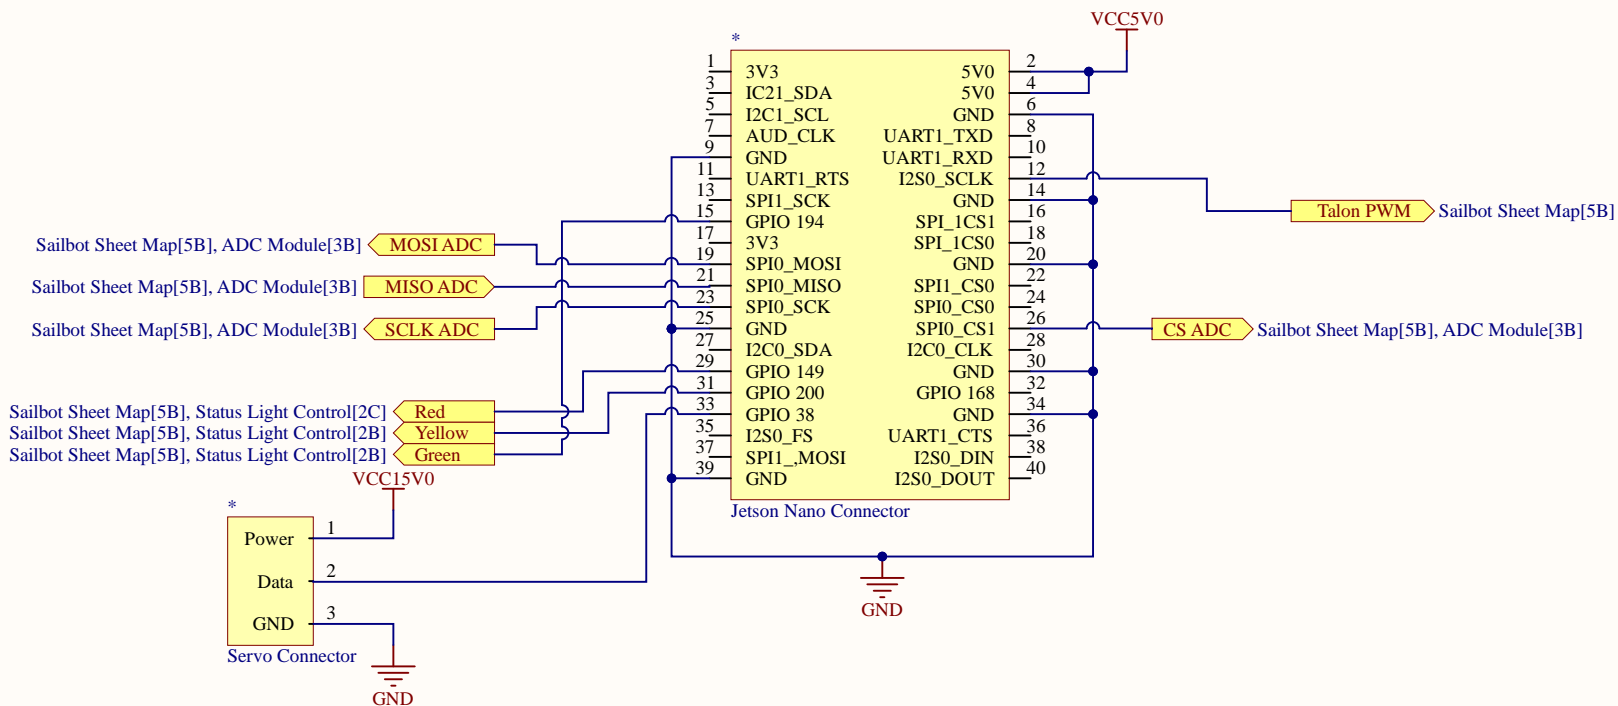 VCC5V0
*
1 3V3 5V0 2
3 IC21_SDA 5V0 4
5 I2C1_SCL GND 6
7 AUD_CLK UART1_TXD 8
9 GND UART1_RXD 10
11 UART1_RTS I2S0_SCLK 12
13 SPI1_SCK GND 14
15 GPIO 194 SPI_1CS1 16
17 3V3 SPI_1CS0 18
19 SPI0_MOSI GND 20
21 SPI0_MISO SPI1_CS0 22
23 SPI0_SCK SPI0_CS0 24
25 GND SPI0_CS1 26
27 I2C0_SDA I2C0_CLK 28
29 GPIO 149 GND 30
31 GPIO 200 GPIO 168 32
33 GPIO 38 GND 34
35 I2S0_FS UART1_CTS 36
37 SPI1_,MOSI I2S0_DIN 38
39 GND I2S0_DOUT 40
Jetson Nano Connector
Talon PWM Sailbot Sheet Map[5B]
Sailbot Sheet Map[5B], ADC Module[3B] MOSI ADC
Sailbot Sheet Map[5B], ADC Module[3B] MISO ADC
Sailbot Sheet Map[5B], ADC Module[3B] SCLK ADC
CS ADC Sailbot Sheet Map[5B], ADC Module[3B]
Sailbot Sheet Map[5B], Status Light Control[2C] Red
Sailbot Sheet Map[5B], Status Light Control[2B] Yellow
Sailbot Sheet Map[5B], Status Light Control[2B] Green
VCC15V0
*
Power 1
Data 2
GND 3
Servo Connector
GND
GND